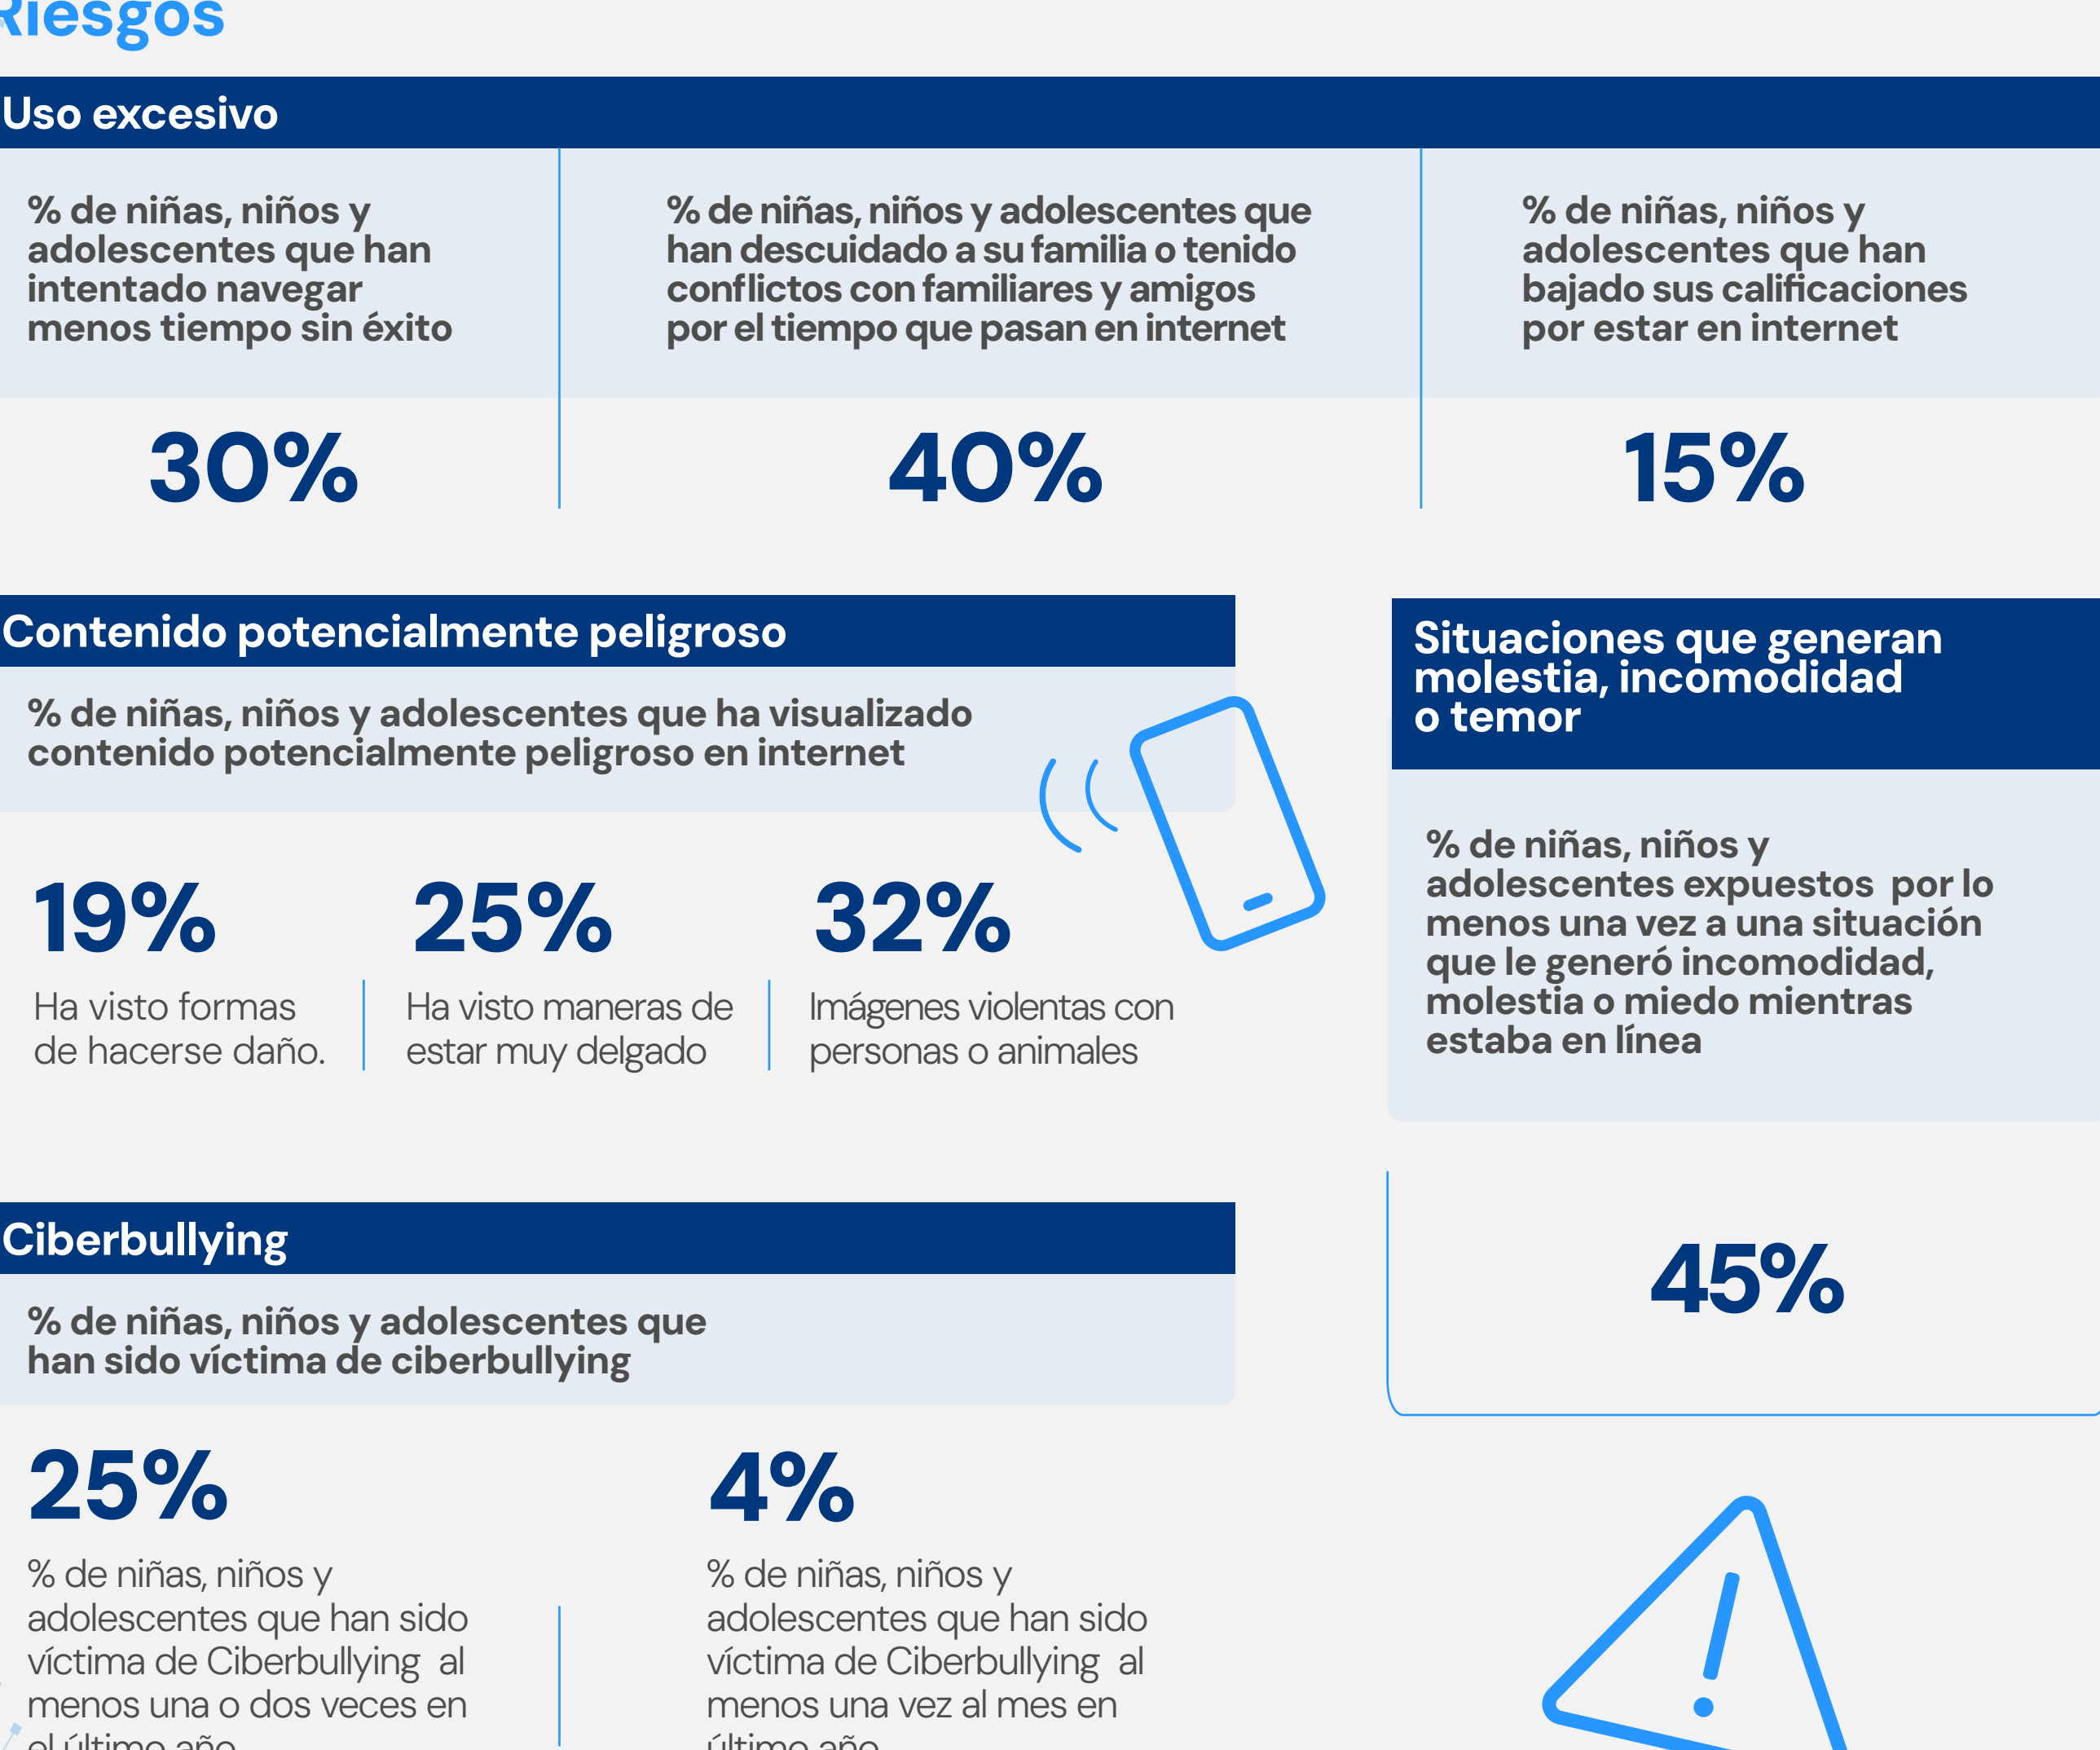 Riesgos
Uso excesivo
% de niñas, niños y
adolescentes que han
intentado navegar
menos tiempo sin éxito
30%
% de niñas, niños y adolescentes que
han descuidado a su familia o tenido
conflictos con familiares y amigos
por el tiempo que pasan en internet
40%
% de niñas, niños y
adolescentes que han
bajado sus calificaciones
por estar en internet
15%
Contenido potencialmente peligroso
% de niñas, niños y adolescentes que ha visualizado
contenido potencialmente peligroso en internet
19%
Ha visto formas
de hacerse daño.
25%
Ha visto maneras de
estar muy delgado
32%
Imágenes violentas con
personas o animales
Situaciones que generan
molestia, incomodidad
o temor
% de niñas, niños y
adolescentes expuestos  por lo
menos una vez a una situación
que le generó incomodidad,
molestia o miedo mientras
estaba en línea
45%
Ciberbullying
% de niñas, niños y adolescentes que
han sido víctima de ciberbullying
25%
% de niñas, niños y
adolescentes que han sido
víctima de Ciberbullying  al
menos una o dos veces en
el último año
4%
% de niñas, niños y
adolescentes que han sido
víctima de Ciberbullying  al
menos una vez al mes en
último año